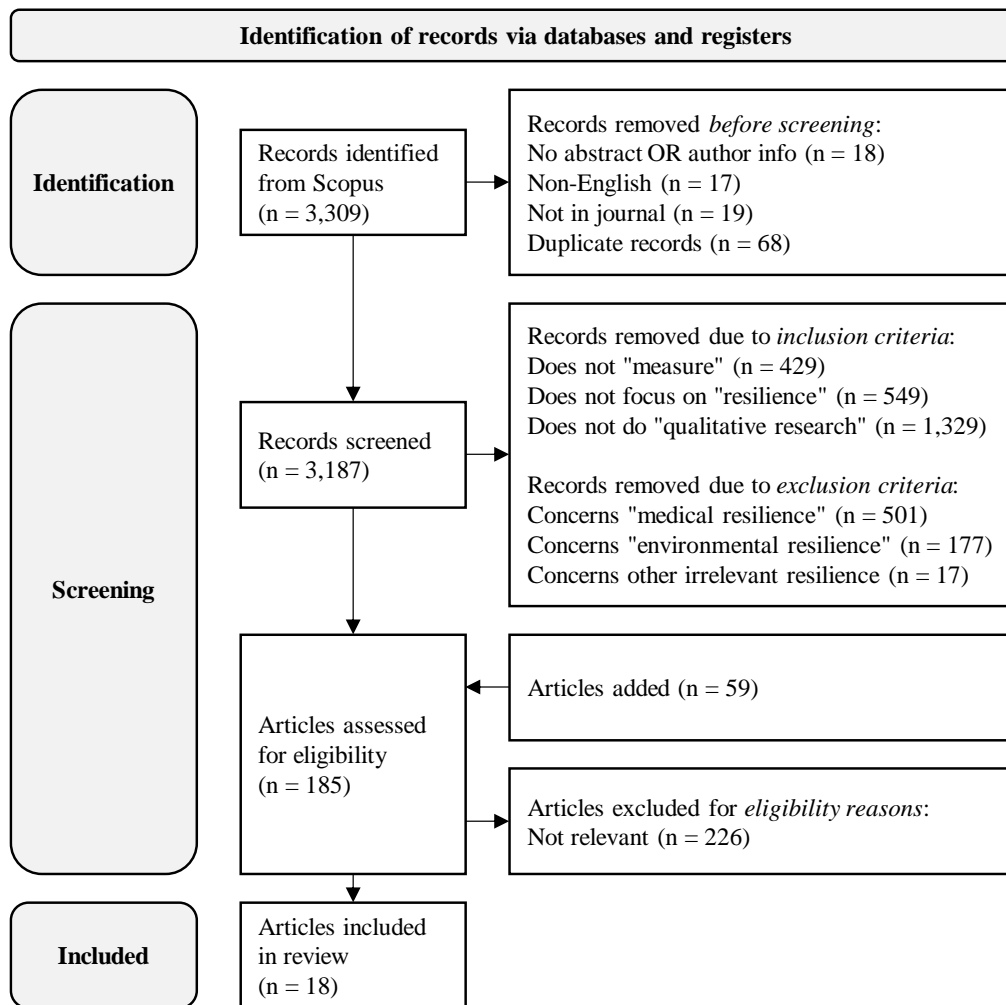 Identification of records via databases and registers
Identification
Records identified
from Scopus
(n = 3,309)
Records removed before screening:
No abstract OR author info (n = 18)
Non-English (n = 17)
Not in journal (n = 19)
Duplicate records (n = 68)
Screening
Records screened
(n = 3,187)
Records removed due to inclusion criteria:
Does not "measure" (n = 429)
Does not focus on "resilience" (n = 549)
Does not do "qualitative research" (n = 1,329)
Records removed due to exclusion criteria:
Concerns "medical resilience" (n = 501)
Concerns "environmental resilience" (n = 177)
Concerns other irrelevant resilience (n = 17)
Articles assessed
for eligibility
(n = 185)
Articles added (n = 59)
Articles excluded for eligibility reasons:
Not relevant (n = 226)
Included
Articles included
in review
(n = 18)